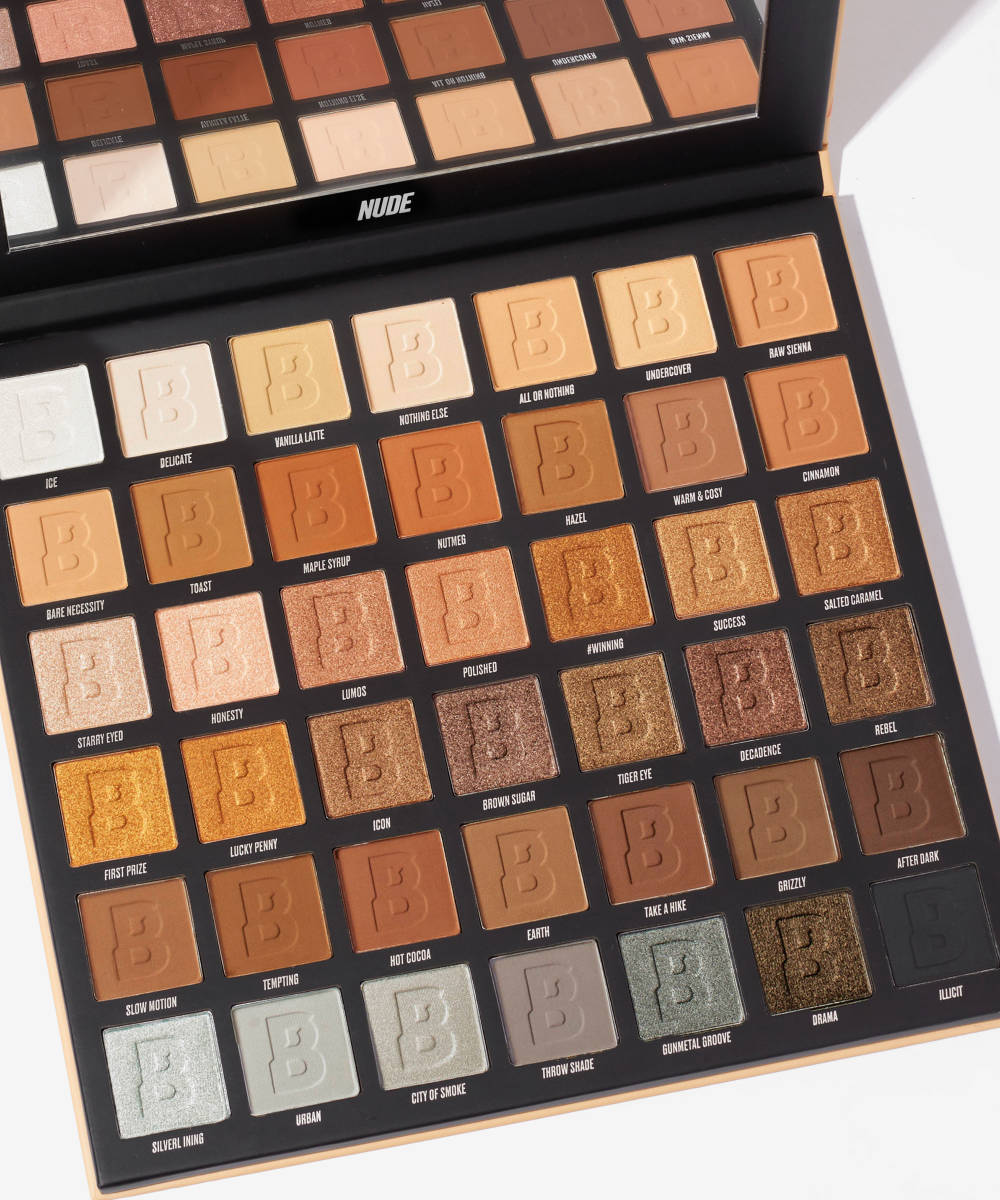 NUDE
ICE
DELICATE
VANILLA LATTE
NOTHING ELSE
ALL OR NOTHING
UNDERCOVER
RAW SIENNA
BARE NECESSITY
TOAST
MAPLE SYRUP
NUTMEG
HAZEL
WARM & COSY
CINNAMON
STARRY EYED
HONESTY
LUMOS
POLISHED
#WINNING
SUCCESS
SALTED CARAMEL
FIRST PRIZE
LUCKY PENNY
ICON
BROWN SUGAR
TIGER EYE
DECADENCE
REBEL
SLOW MOTION
TEMPTING
HOT COCOA
EARTH
TAKE A HIKE
GRIZZLY
AFTER DARK
SILVERL INING
URBAN
CITY OF SMOKE
THROW SHADE
GUNMETAL GROOVE
DRAMA
ILLICIT